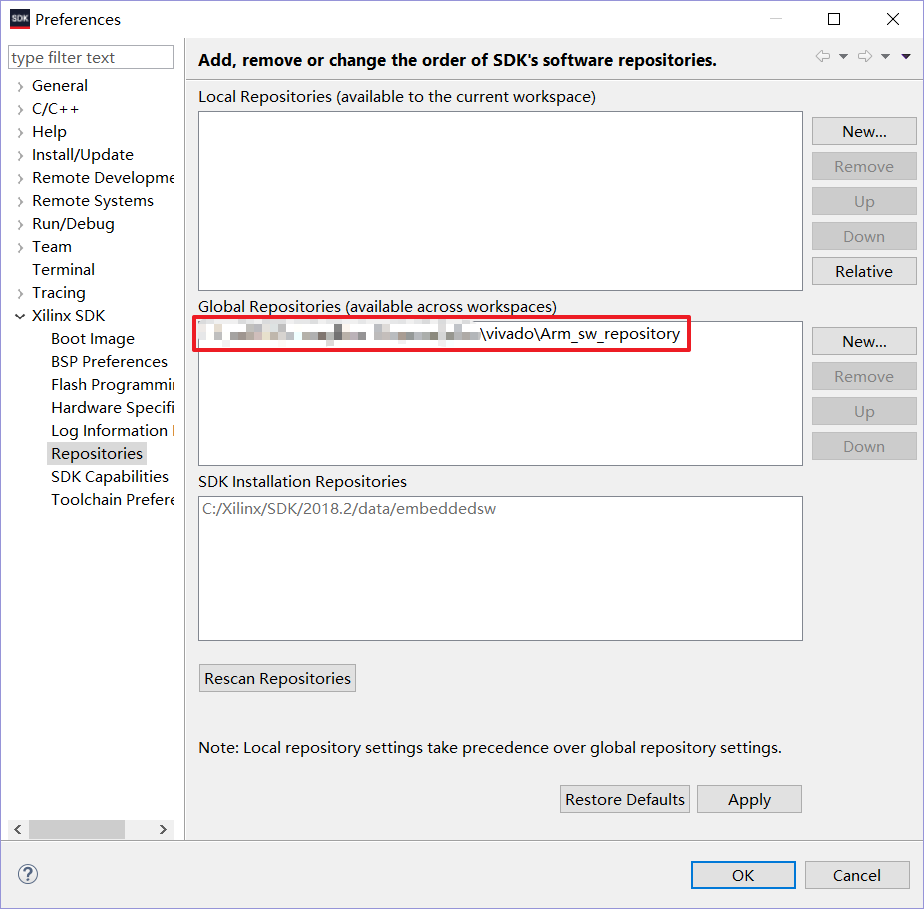 SDK Preferences
type filter text
General
C/C++
Help
Install/Update
Remote Developme
Remote Systems
Run/Debug
Team
Terminal
Tracing
Xilinx SDK
Boot Image
BSP Preferences
Flash Programmi
Hardware Specifi
Log Information
Repositories
SDK Capabilities
Toolchain Prefere
Add, remove or change the order of SDK's software repositories.
Local Repositories (available to the current workspace)
New...
Remove
Up
Down
Relative
Global Repositories (available across workspaces)
\vivado\Arm_sw_repository
New...
Remove
Up
Down
SDK Installation Repositories
C:/Xilinx/SDK/2018.2/data/embeddedsw
Rescan Repositories
Note: Local repository settings take precedence over global repository settings.
Restore Defaults Apply
? OK Cancel